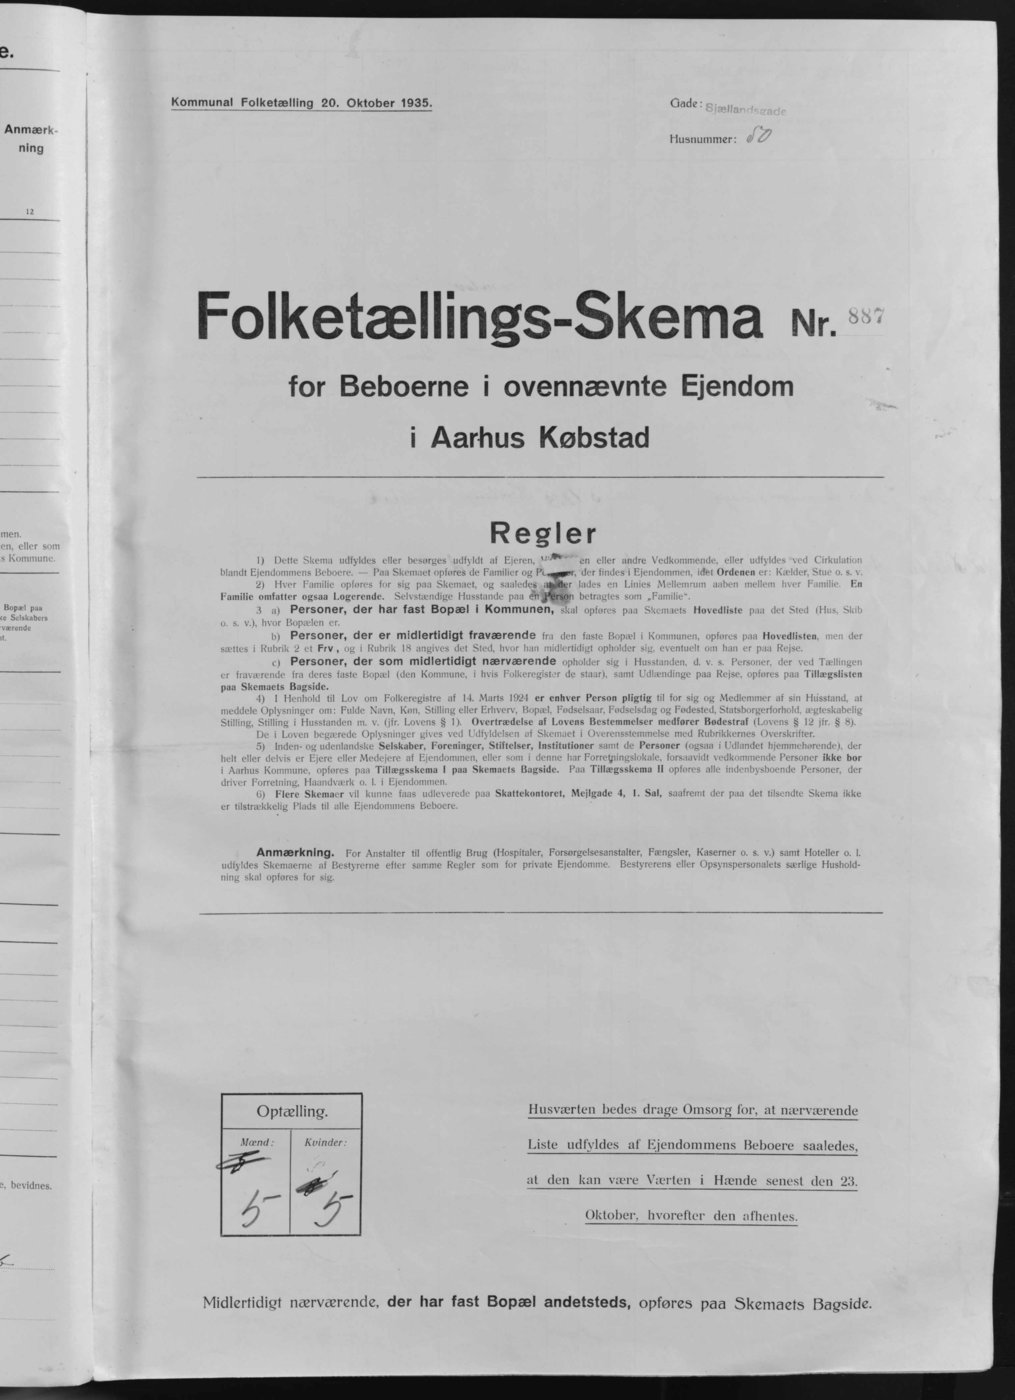 e.
Anmærk-
ning
12
men.
en, eller som
s Kommune.
Bopæl paa
ke Selskabers
rværende
e, bevidnes.
Kommunal Folketælling 20. Oktober 1935.
Gade: Sjællandsgade
Husnummer: 50
Folketællings-Skema Nr. 887
for Beboerne i ovennævnte Ejendom
i Aarhus Købstad
Regler
1) Dette Skema udfyldes eller besørges udfyldt af Ejeren, en eller andre Vedkommende, eller udfyldes ved Cirkulation
blandt Ejendommens Beboere. — Paa Skemaet opføres de Familier og der findes i Ejendommen, idet Ordenen er: Kælder, Stue o. s. v.
2) Hver Familie opføres for sig paa Skemaet, og saaledes at der lades en Linies Mellemrum aaben mellem hver Familie. En
Familie omfatter ogsaa Logerende. Selvstændige Husstande paa én Person betragtes som „Familie“.
3 a) Personer, der har fast Bopæl i Kommunen, skal opføres paa Skemaets Hovedliste paa det Sted (Hus, Skib
o. s. v.), hvor Bopælen er.
b) Personer, der er midlertidigt fraværende fra den faste Bopæl i Kommunen, opføres paa Hovedlisten, men der
sættes i Rubrik 2 et Frv., og i Rubrik 18 angives det Sted, hvor han midlertidigt opholder sig, eventuelt om han er paa Rejse.
c) Personer, der som midlertidigt nærværende opholder sig i Husstanden, d. v. s. Personer, der ved Tællingen
er fraværende fra deres faste Bopæl (den Kommune, i hvis Folkeregister de staar), samt Udlændinge paa Rejse, opføres paa Tillægslisten
paa Skemaets Bagside.
4) I Henhold til Lov om Folkeregistre af 14. Marts 1924 er enhver Person pligtig til for sig og Medlemmer af sin Husstand, at
meddele Oplysninger om: Fulde Navn, Køn, Stilling eller Erhverv, Bopæl, Fødselsaar, Fødselsdag og Fødested, Statsborgerforhold, ægteskabelig
Stilling, Stilling i Husstanden m. v. (jfr. Lovens § 1). Overtrædelse af Lovens Bestemmelser medfører Bødestraf (Lovens § 12 jfr. § 8).
De i Loven begærede Oplysninger gives ved Udfyldelsen af Skemaet i Overensstemmelse med Rubrikkernes Overskrifter.
5) Inden- og udenlandske Selskaber, Foreninger, Stiftelser, Institutioner samt de Personer (ogsaa i Udlandet hjemmehørende), der
helt eller delvis er Ejere eller Medejere af Ejendommen, eller som i denne har Forretningslokale, forsaavidt vedkommende Personer ikke bor
i Aarhus Kommune, opføres paa Tillægsskema I paa Skemaets Bagside. Paa Tillægsskema II opføres alle indenbysboende Personer, der
driver Forretning, Haandværk o. l. i Ejendommen.
6) Flere Skemaer vil kunne faas udleverede paa Skattekontoret, Mejlgade 4, 1. Sal, saafremt der paa det tilsendte Skema ikke
er tilstrækkelig Plads til alle Ejendommens Beboere.
Anmærkning. For Anstalter til offentlig Brug (Hospitaler, Forsørgelsesanstalter, Fængsler, Kaserner o. s. v.) samt Hoteller o. l.
udfyldes Skemaerne af Bestyrerne efter samme Regler som for private Ejendomme. Bestyrerens eller Opsynspersonalets særlige Hushold-
ning skal opføres for sig.
Optælling.
Mænd: Kvinder:
5 5
Husværten bedes drage Omsorg for, at nærværende
Liste udfyldes af Ejendommens Beboere saaledes,
at den kan være Værten i Hænde senest den 23.
Oktober, hvorefter den afhentes.
Midlertidigt nærværende, der har fast Bopæl andetsteds, opføres paa Skemaets Bagside.